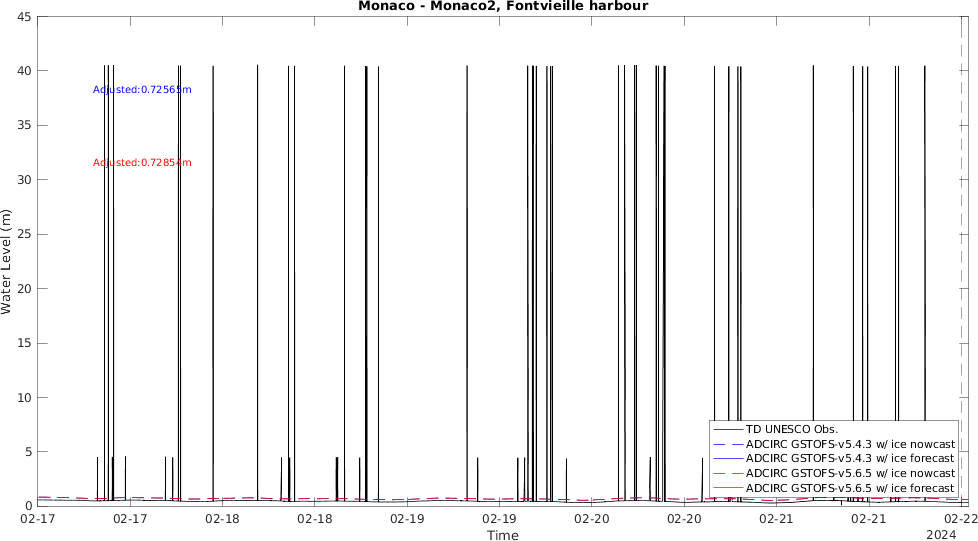 Monaco - Monaco2, Fontvieille harbour
45
40
35
30
25
20
15
10
5
0
Water Level (m)
Adjusted:0.72565m
Adjusted:0.72854m
TD UNESCO Obs.
ADCIRC GSTOFS-v5.4.3 w/ ice nowcast
ADCIRC GSTOFS-v5.4.3 w/ ice forecast
ADCIRC GSTOFS-v5.6.5 w/ ice nowcast
ADCIRC GSTOFS-v5.6.5 w/ ice forecast
02-17 02-17 02-18 02-18 02-19 02-19 02-20 02-20 02-21 02-21 02-22
Time
2024